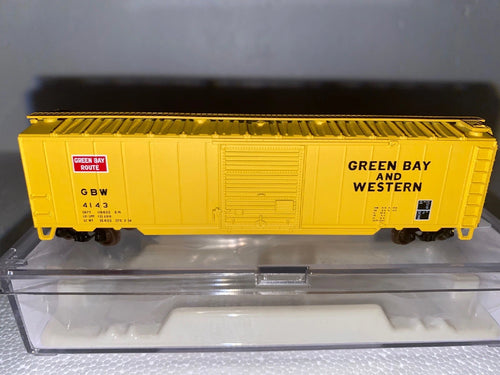 GREEN BAY
ROUTE
GBW
4143
GREEN BAY
AND
WESTERN